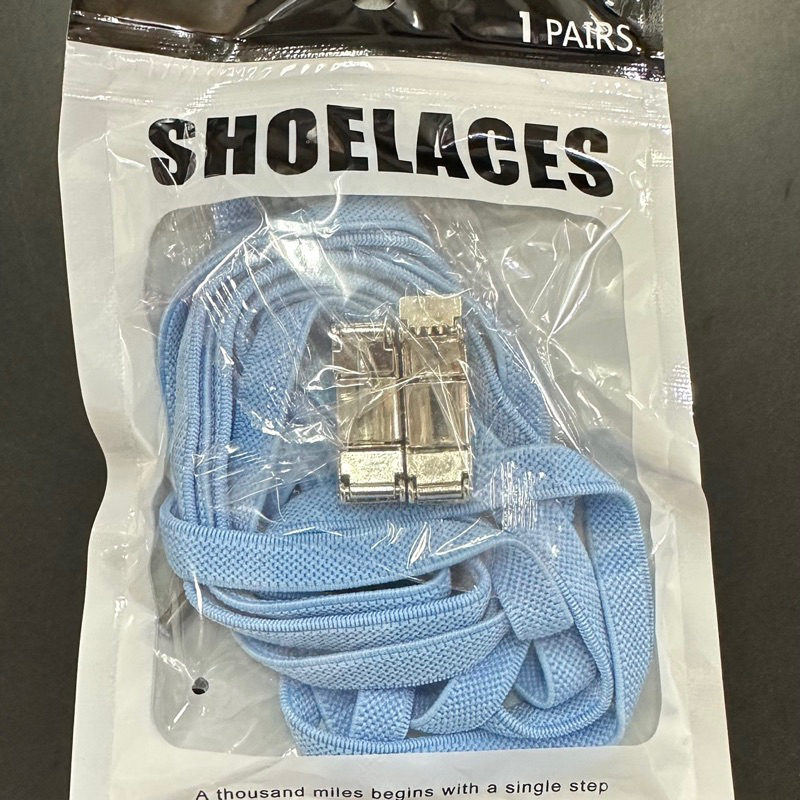 1 PAIRS
SHOELACES
A thousand miles begins with a single step